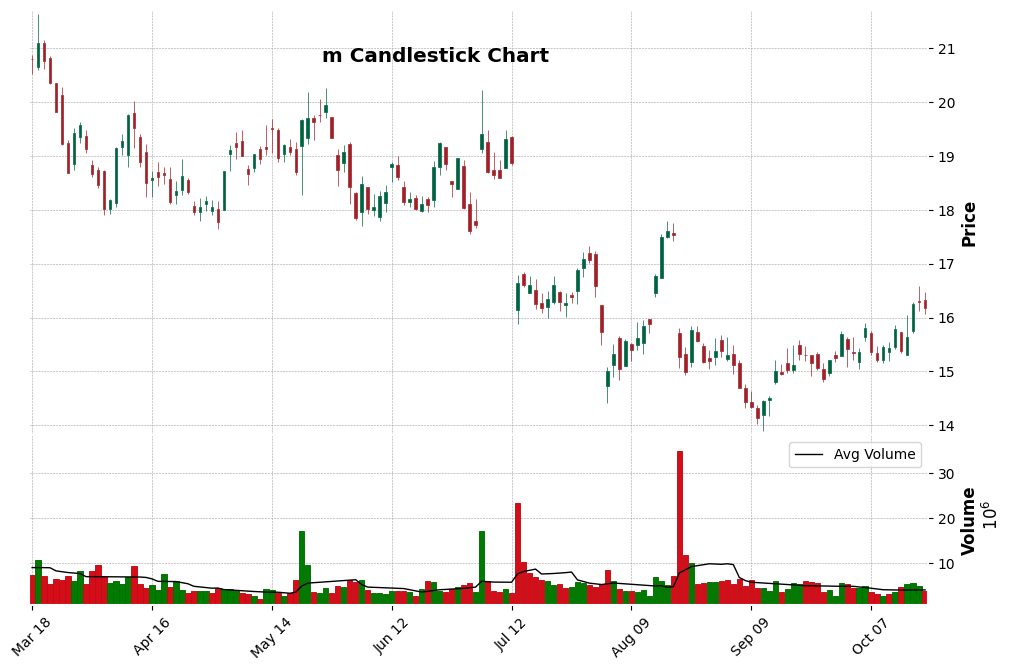 m Candlestick Chart
21
20
19
18
17
16
15
14
Price
Avg Volume
30
20
10
Volume
10^6
Mar 18
Apr 16
May 14
Jun 12
Jul 12
Aug 09
Sep 09
Oct 07